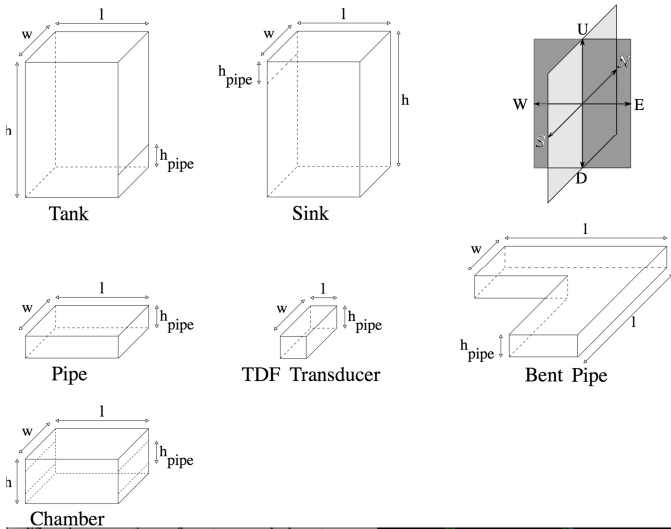 w l
h
h pipe
Tank
w l
h pipe
h
Sink
U
N
W E
S
D
w l
h pipe
Pipe
w l
h pipe
TDF Transducer
w l
l
h pipe
Bent Pipe
w l
h pipe
h
Chamber